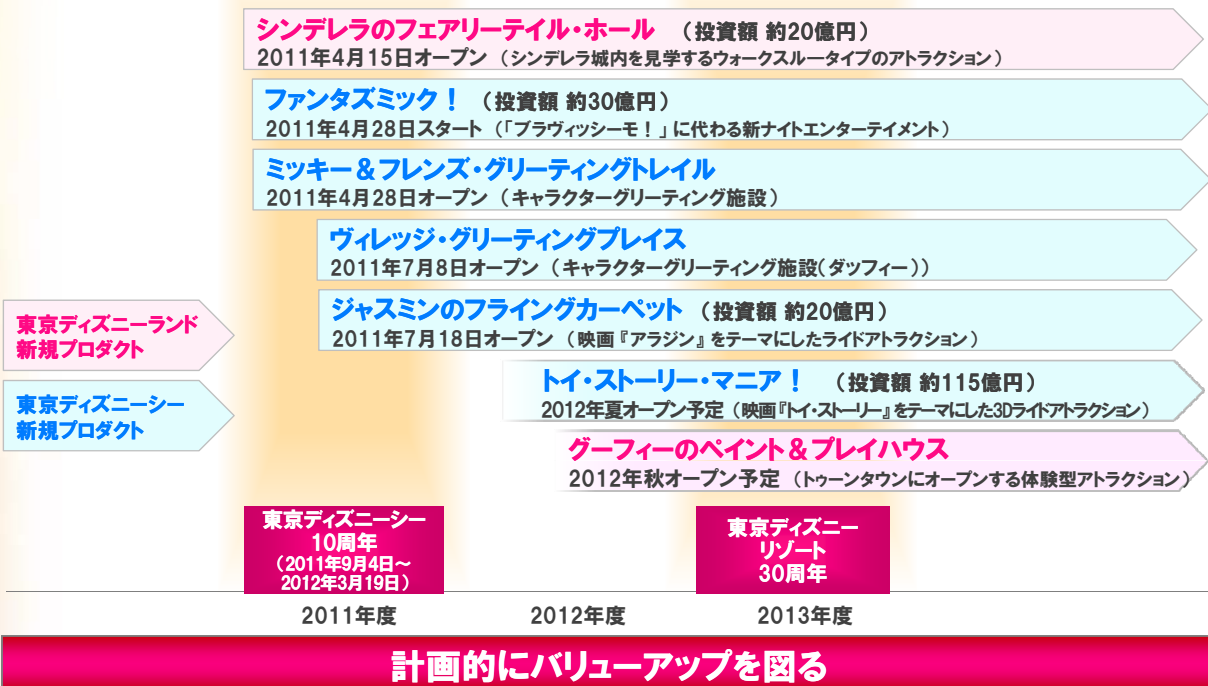 シンデレラのフェアリーテイル・ホール （投資額 約20億円）
2011年4月15日オープン （シンデレラ城内を見学するウォークスルータイプのアトラクション）
ファンタズミック！ （投資額 約30億円）
2011年4月28日スタート （「ブラヴィッシーモ！」に代わる新ナイトエンターテイメント）
ミッキー＆フレンズ・グリーティングトレイル
2011年4月28日オープン （キャラクターグリーティング施設）
ヴィレッジ・グリーティングプレイス
2011年7月8日オープン （キャラクターグリーティング施設（ダッフィー））
ジャスミンのフライングカーペット （投資額 約20億円）
2011年7月18日オープン （映画『アラジン』をテーマにしたライドアトラクション）
トイ・ストーリー・マニア！ （投資額 約115億円）
2012年夏オープン予定（映画『トイ・ストーリー』をテーマにした3Dライドアトラクション）
グーフィーのペイント＆プレイハウス
2012年秋オープン予定 （トゥーンタウンにオープンする体験型アトラクション）
東京ディズニーランド
新規プロダクト
東京ディズニーシー
新規プロダクト
東京ディズニーシー
10周年
（2011年9月4日～
2012年3月19日）
東京ディズニー
リゾート
30周年
2011年度
2012年度
2013年度
計画的にバリューアップを図る